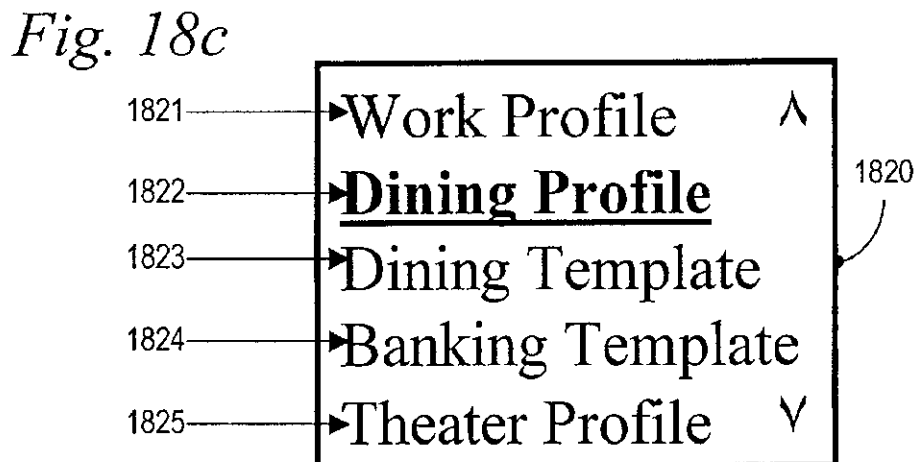 Fig. 18c
1821 Work Profile ∧
1822 Dining Profile
1820
1823 Dining Template
1824 Banking Template
1825 Theater Profile ∨